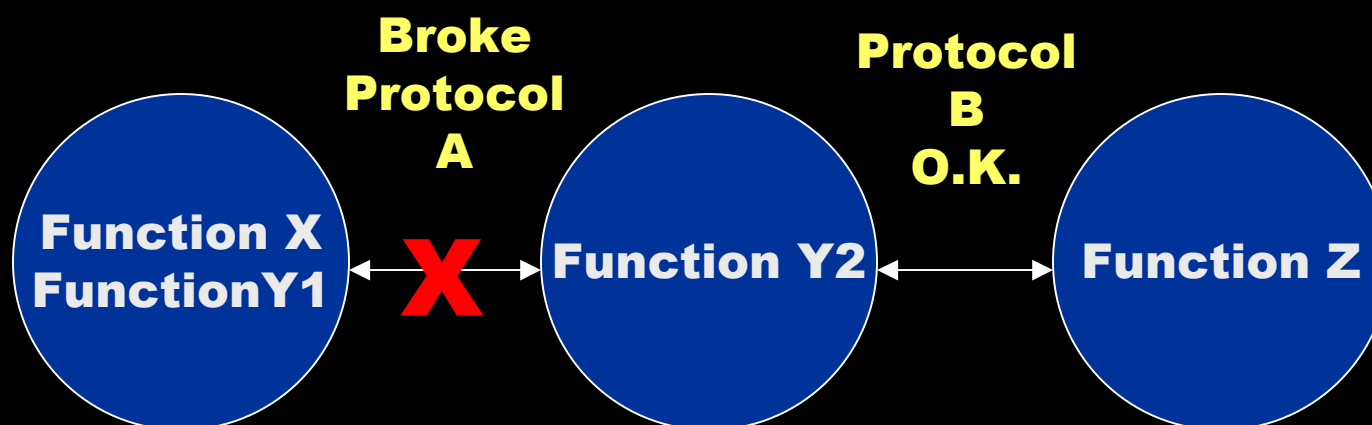 Broke
Protocol
A
Protocol
B
O.K.
Function X
FunctionY1
X
Function Y2
Function Z